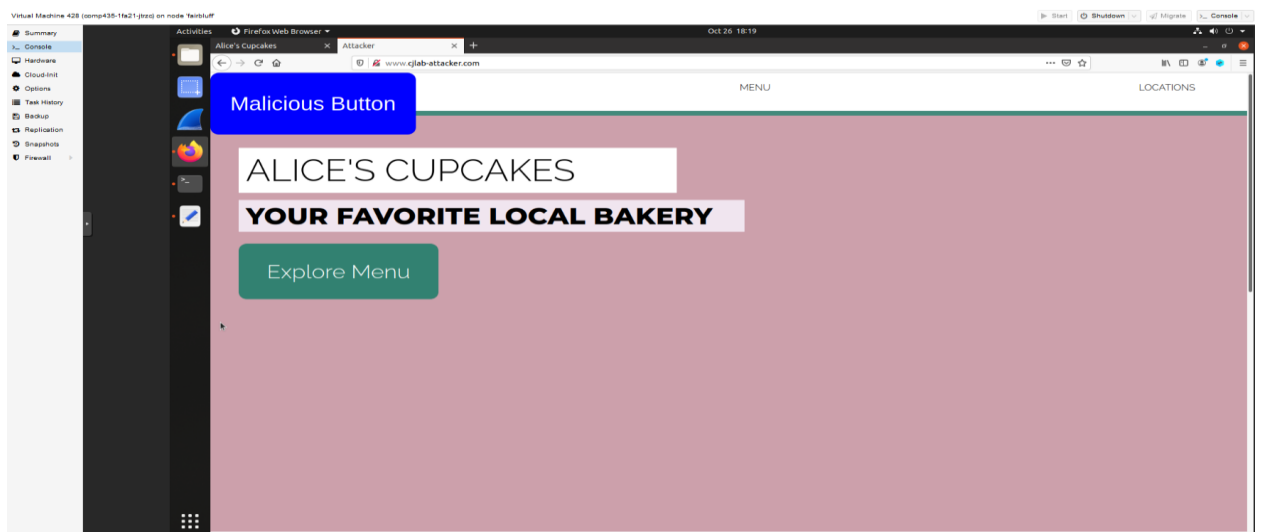 Virtual Machine 428 (comp435-1fa21-jtrzo) on node 'fairbluff'
Start Shutdown Migrate Console
Summary
Console
Hardware
Cloud-Init
Options
Task History
Backup
Replication
Snapshots
Firewall
Activities Firefox Web Browser Oct 26 18:19
Alice's Cupcakes Attacker
www.cjlab-attacker.com
Malicious Button
MENU
LOCATIONS
ALICE'S CUPCAKES
YOUR FAVORITE LOCAL BAKERY
Explore Menu